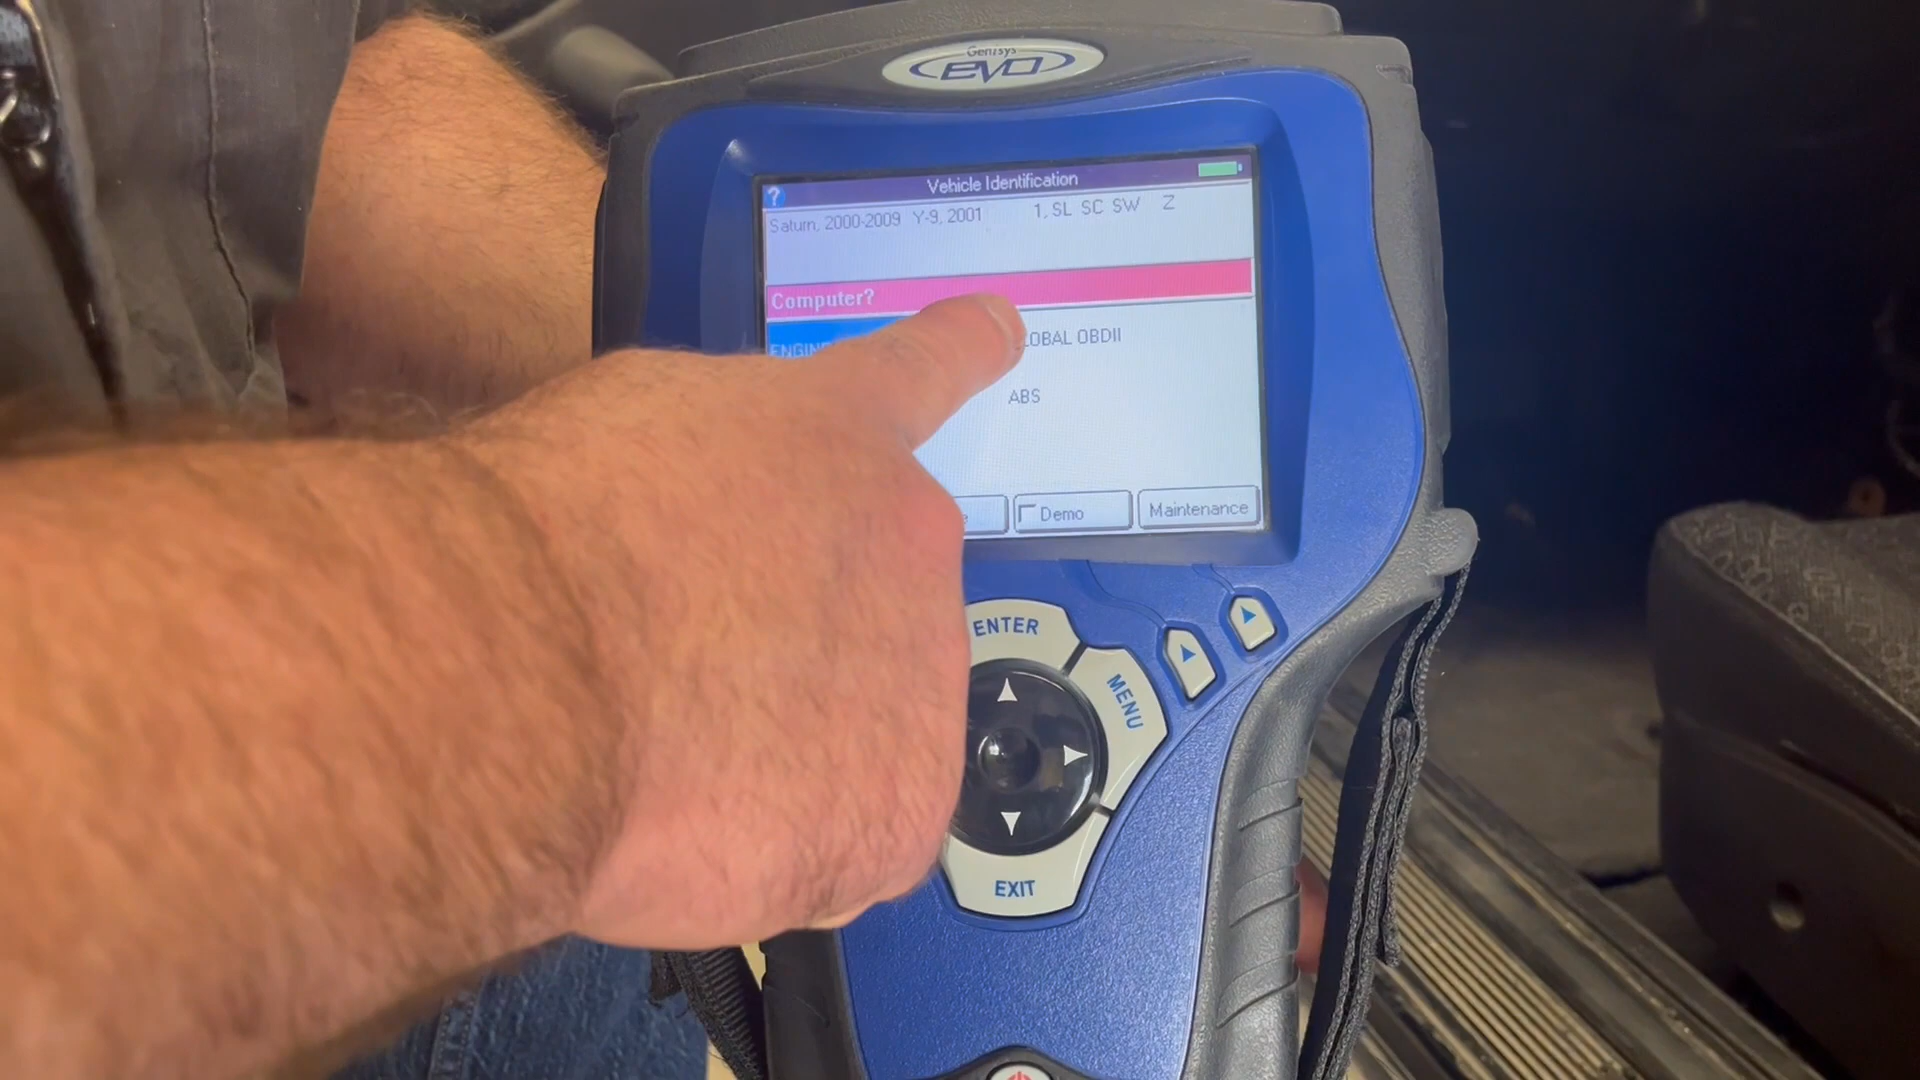 Genisys
EVO
Vehicle Identification
?
Saturn, 2000-2009 Y-9, 2001 1, SL SC SW Z
Computer?
ENGINE
LOBAL OBDII
ABS
e
Demo
Maintenance
ENTER
MENU
EXIT